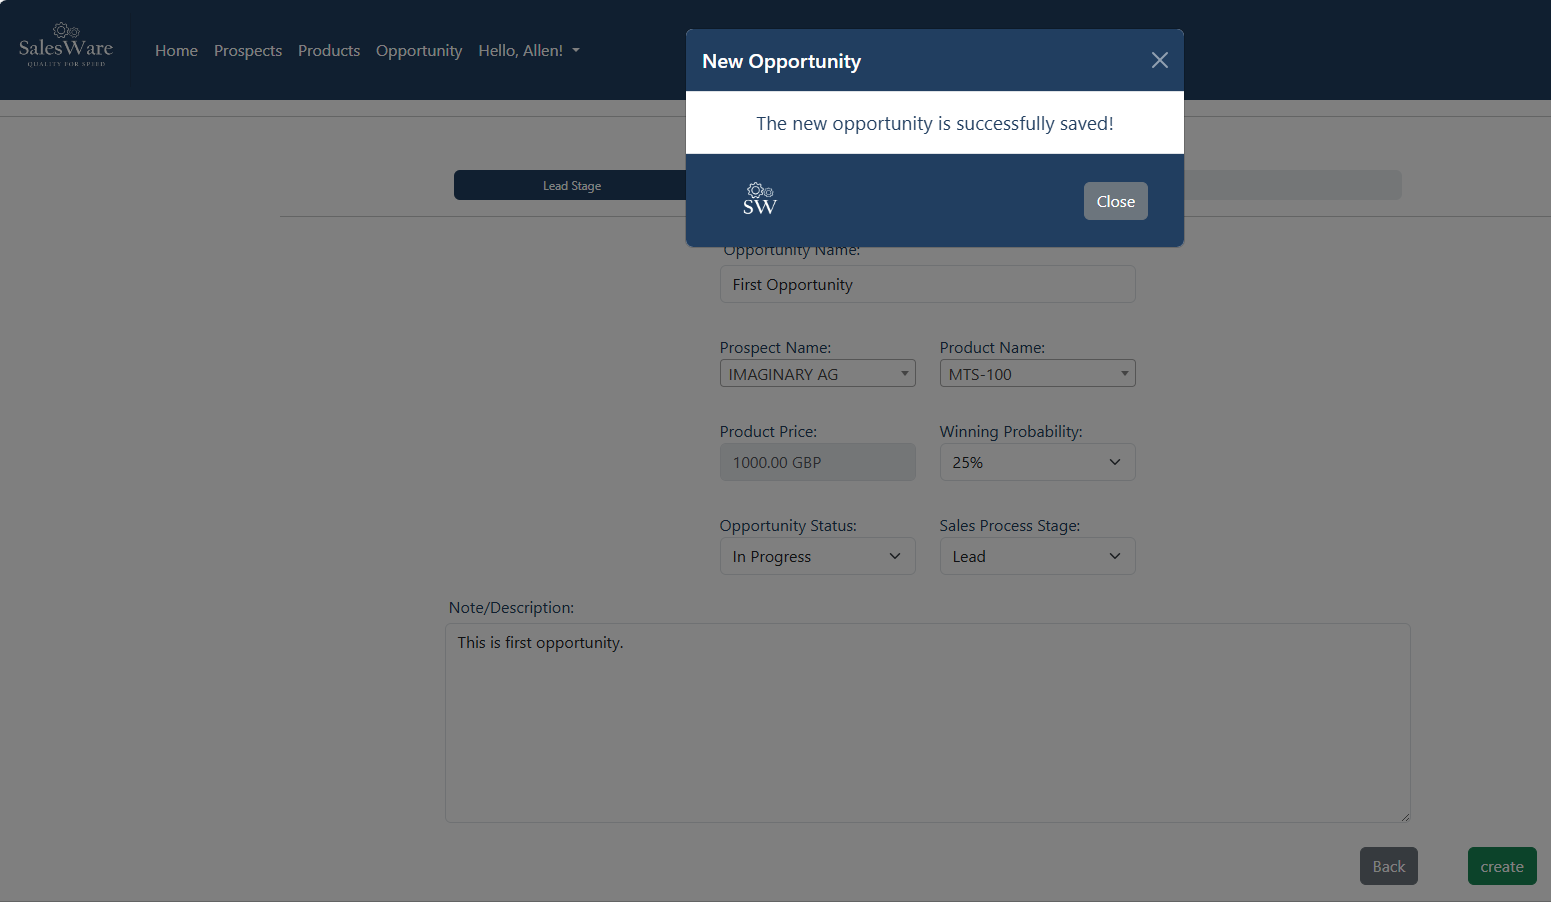 SalesWare
QUALITY FOR SPEED
Home Prospects Products Opportunity Hello, Allen!
New Opportunity
The new opportunity is successfully saved!
SW
Close
Lead Stage
Opportunity Name:
First Opportunity
Prospect Name: Product Name:
IMAGINARY AG MTS-100
Product Price: Winning Probability:
1000.00 GBP 25%
Opportunity Status: Sales Process Stage:
In Progress Lead
Note/Description:
This is first opportunity.
Back create